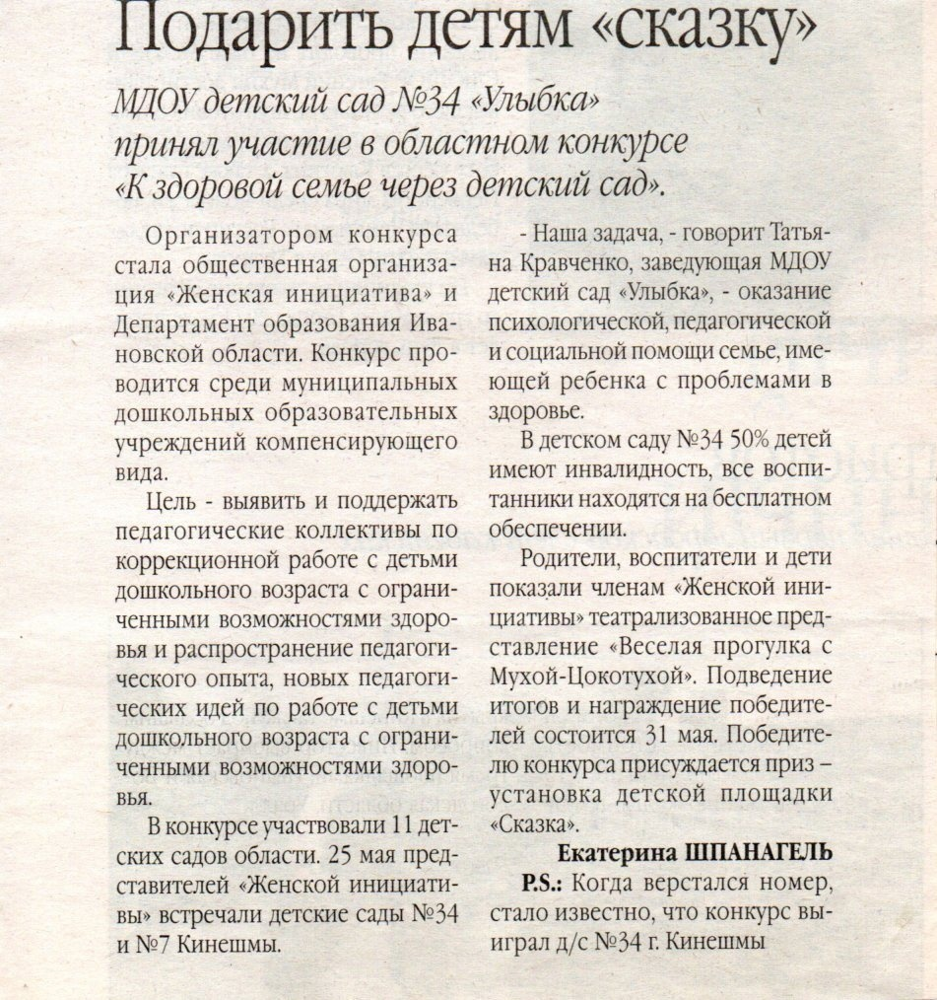 Подарить детям «сказку»
МДОУ детский сад №34 «Улыбка»
принял участие в областном конкурсе
«К здоровой семье через детский сад».
Организатором конкурса
стала общественная организа-
ция «Женская инициатива» и
Департамент образования Ива-
новской области. Конкурс про-
водится среди муниципальных
дошкольных образовательных
учреждений компенсирующего
вида.
Цель - выявить и поддержать
педагогические коллективы по
коррекционной работе с детьми
дошкольного возраста с ограни-
ченными возможностями здоро-
вья и распространение педагоги-
ческого опыта, новых педагоги-
ческих идей по работе с детьми
дошкольного возраста с ограни-
ченными возможностями здоро-
вья.
В конкурсе участвовали 11 дет-
ских садов области. 25 мая пред-
ставителей «Женской инициати-
вы» встречали детские сады №34
и №7 Кинешмы.
- Наша задача, - говорит Татья-
на Кравченко, заведующая МДОУ
детский сад «Улыбка», - оказание
психологической, педагогической
и социальной помощи семье, име-
ющей ребенка с проблемами в
здоровье.
В детском саду №34 50% детей
имеют инвалидность, все воспи-
танники находятся на бесплатном
обеспечении.
Родители, воспитатели и дети
показали членам «Женской ини-
циативы» театрализованное пред-
ставление «Веселая прогулка с
Мухой-Цокотухой». Подведение
итогов и награждение победите-
лей состоится 31 мая. Победите-
лю конкурса присуждается приз –
установка детской площадки
«Сказка».
Екатерина ШПАНАГЕЛЬ
P.S.: Когда верстался номер,
стало известно, что конкурс вы-
играл д/с №34 г. Кинешмы